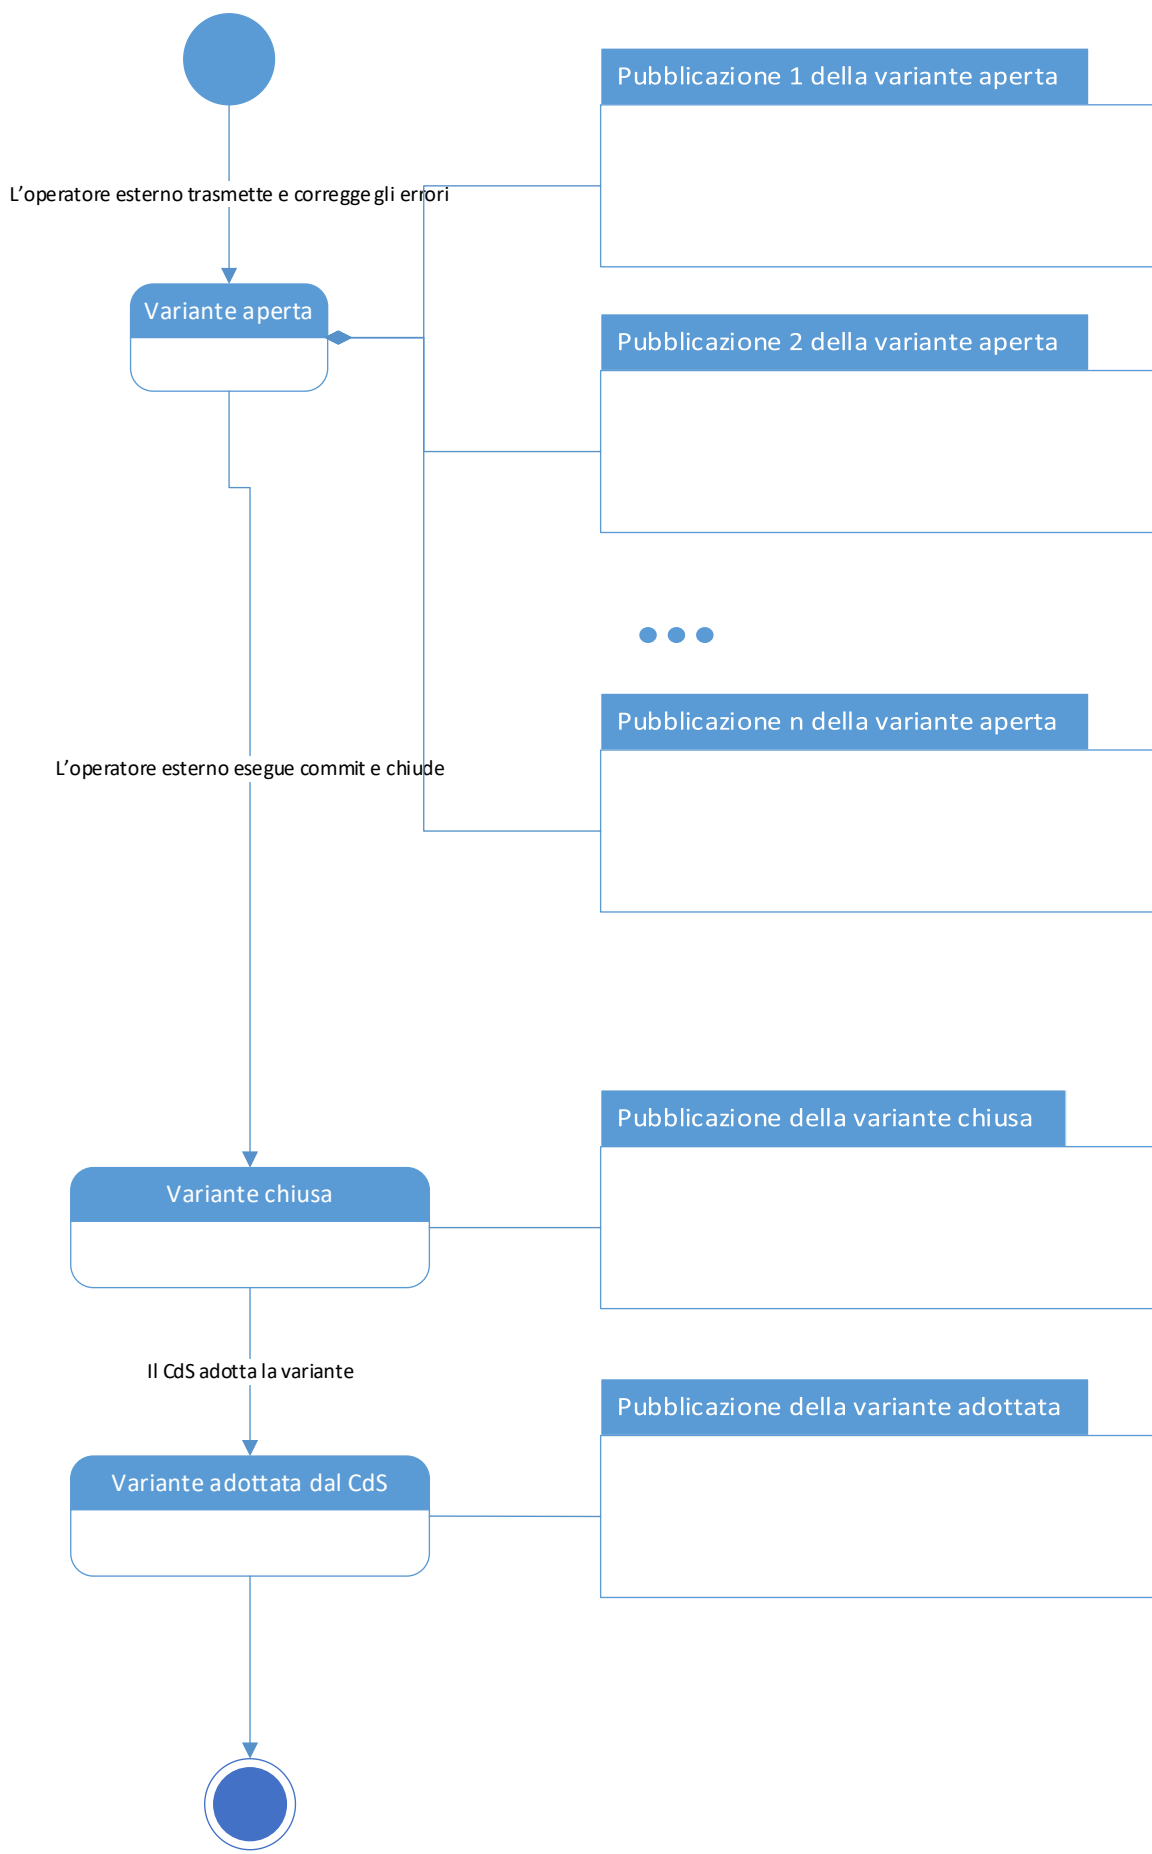 Pubblicazione 1 della variante aperta
L’operatore esterno trasmette e corregge gli errori
Variante aperta
Pubblicazione 2 della variante aperta
Pubblicazione n della variante aperta
L’operatore esterno esegue commit e chiude
Pubblicazione della variante chiusa
Variante chiusa
Il CdS adotta la variante
Pubblicazione della variante adottata
Variante adottata dal CdS